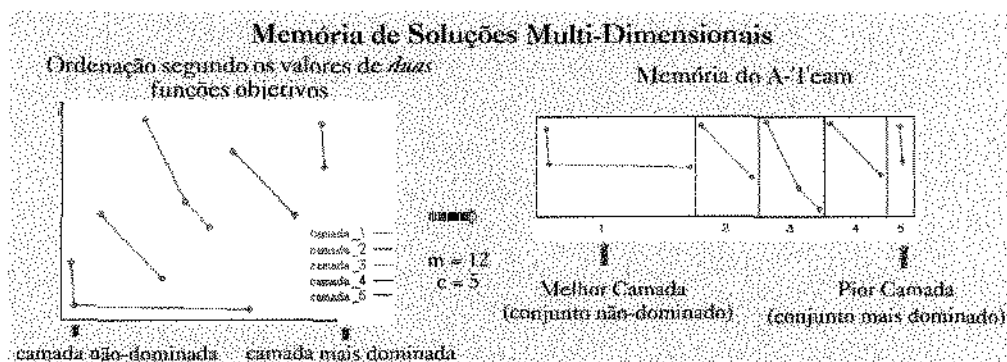 Memória de Soluções Multi-Dimensionais
Ordenação segundo os valores de duas
funções objetivos
camada_1
camada_2
camada_3
camada_4
camada_5
camada não-dominada
camada mais dominada
m = 12
c = 5
Memória do A-Team
1 2 3 4 5
Melhor Camada
(conjunto não-dominado)
Pior Camada
(conjunto mais dominado)